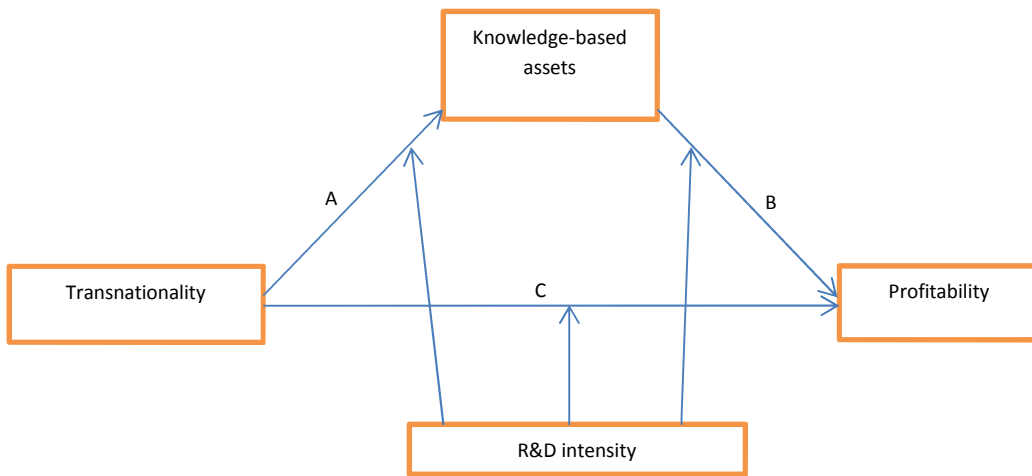 Knowledge-based
assets
A
B
Transnationality
C
Profitability
R&D intensity